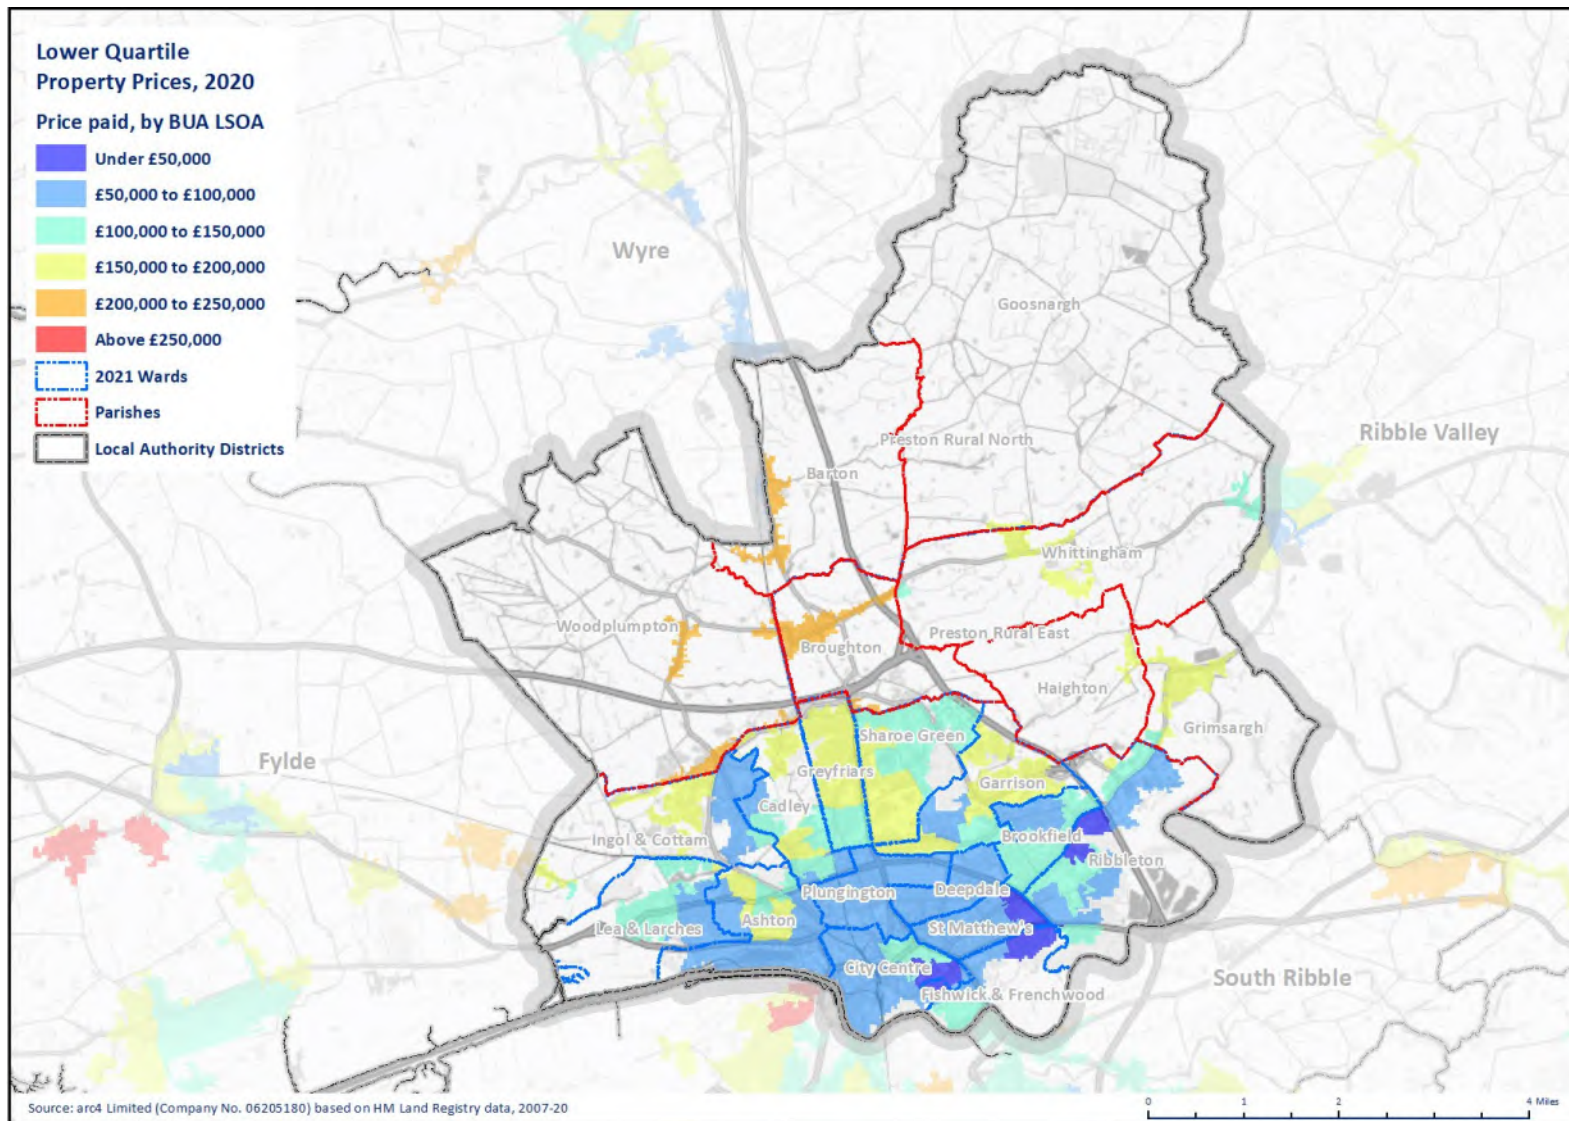 Lower Quartile
Property Prices, 2020
Price paid, by BUA LSOA
Under £50,000
£50,000 to £100,000
£100,000 to £150,000
£150,000 to £200,000
£200,000 to £250,000
Above £250,000
2021 Wards
Parishes
Local Authority Districts
Wyre
Goosnargh
Ribble Valley
Preston Rural North
Barton
Whittingham
Woodplumpton
Preston Rural East
Broughton
Haighton
Grimsargh
Sharoe Green
Fylde
Greyfriars
Garrison
Cadley
Ingol & Cottam
Brookfield
Ribbleton
Plungington
Deepdale
Ashton
Lea & Larches
St Matthew's
City Centre
South Ribble
Fishwick & Frenchwood
Source: arc4 Limited (Company No. 06205180) based on HM Land Registry data, 2007-20
0 1 2 4 Miles